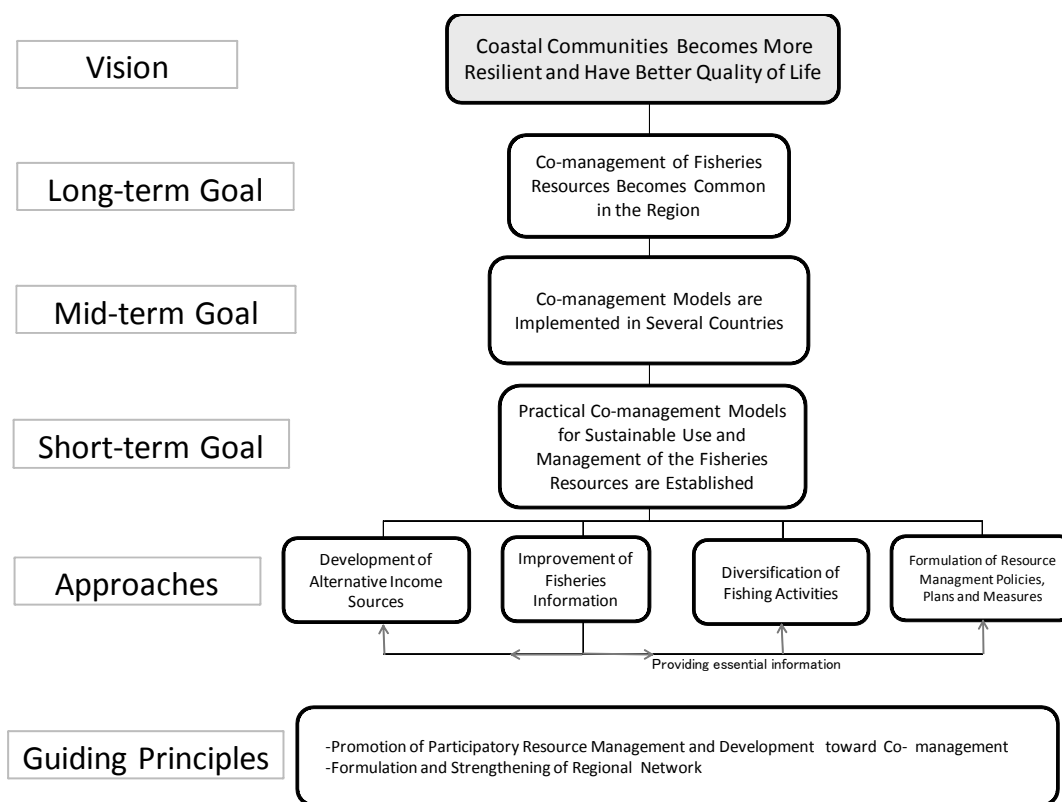 Vision
Coastal Communities Becomes More
Resilient and Have Better Quality of Life
Long-term Goal
Co-management of Fisheries
Resources Becomes Common
in the Region
Mid-term Goal
Co-management Models are
Implemented in Several Countries
Short-term Goal
Practical Co-management Models
for Sustainable Use and
Management of the Fisheries
Resources are Established
Approaches
Development of
Alternative Income
Sources
Improvement of
Fisheries
Information
Diversification of
Fishing Activities
Formulation of Resource
Managment Policies,
Plans and Measures
Providing essential information
Guiding Principles
-Promotion of Participatory Resource Management and Development toward Co- management
-Formulation and Strengthening of Regional Network